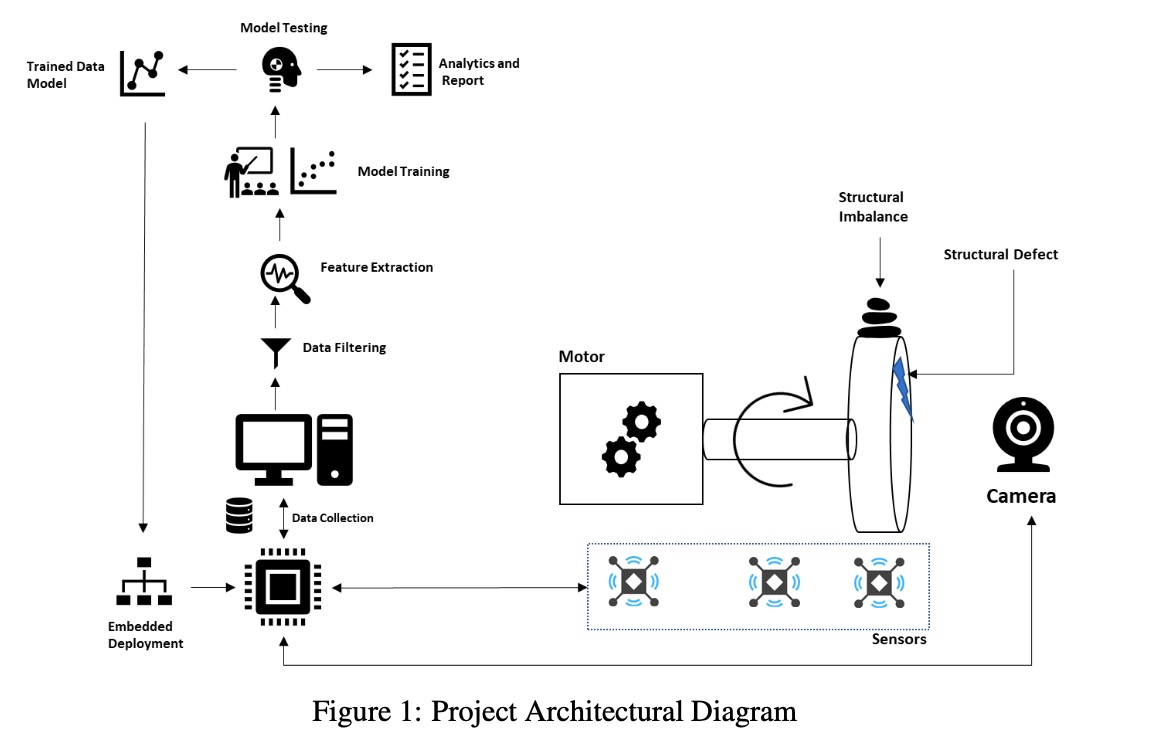 Model Testing
Trained Data
Model
Analytics and
Report
Model Training
Structural
Imbalance
Structural Defect
Feature Extraction
Data Filtering
Motor
Camera
Data Collection
Embedded
Deployment
Sensors
Figure 1: Project Architectural Diagram